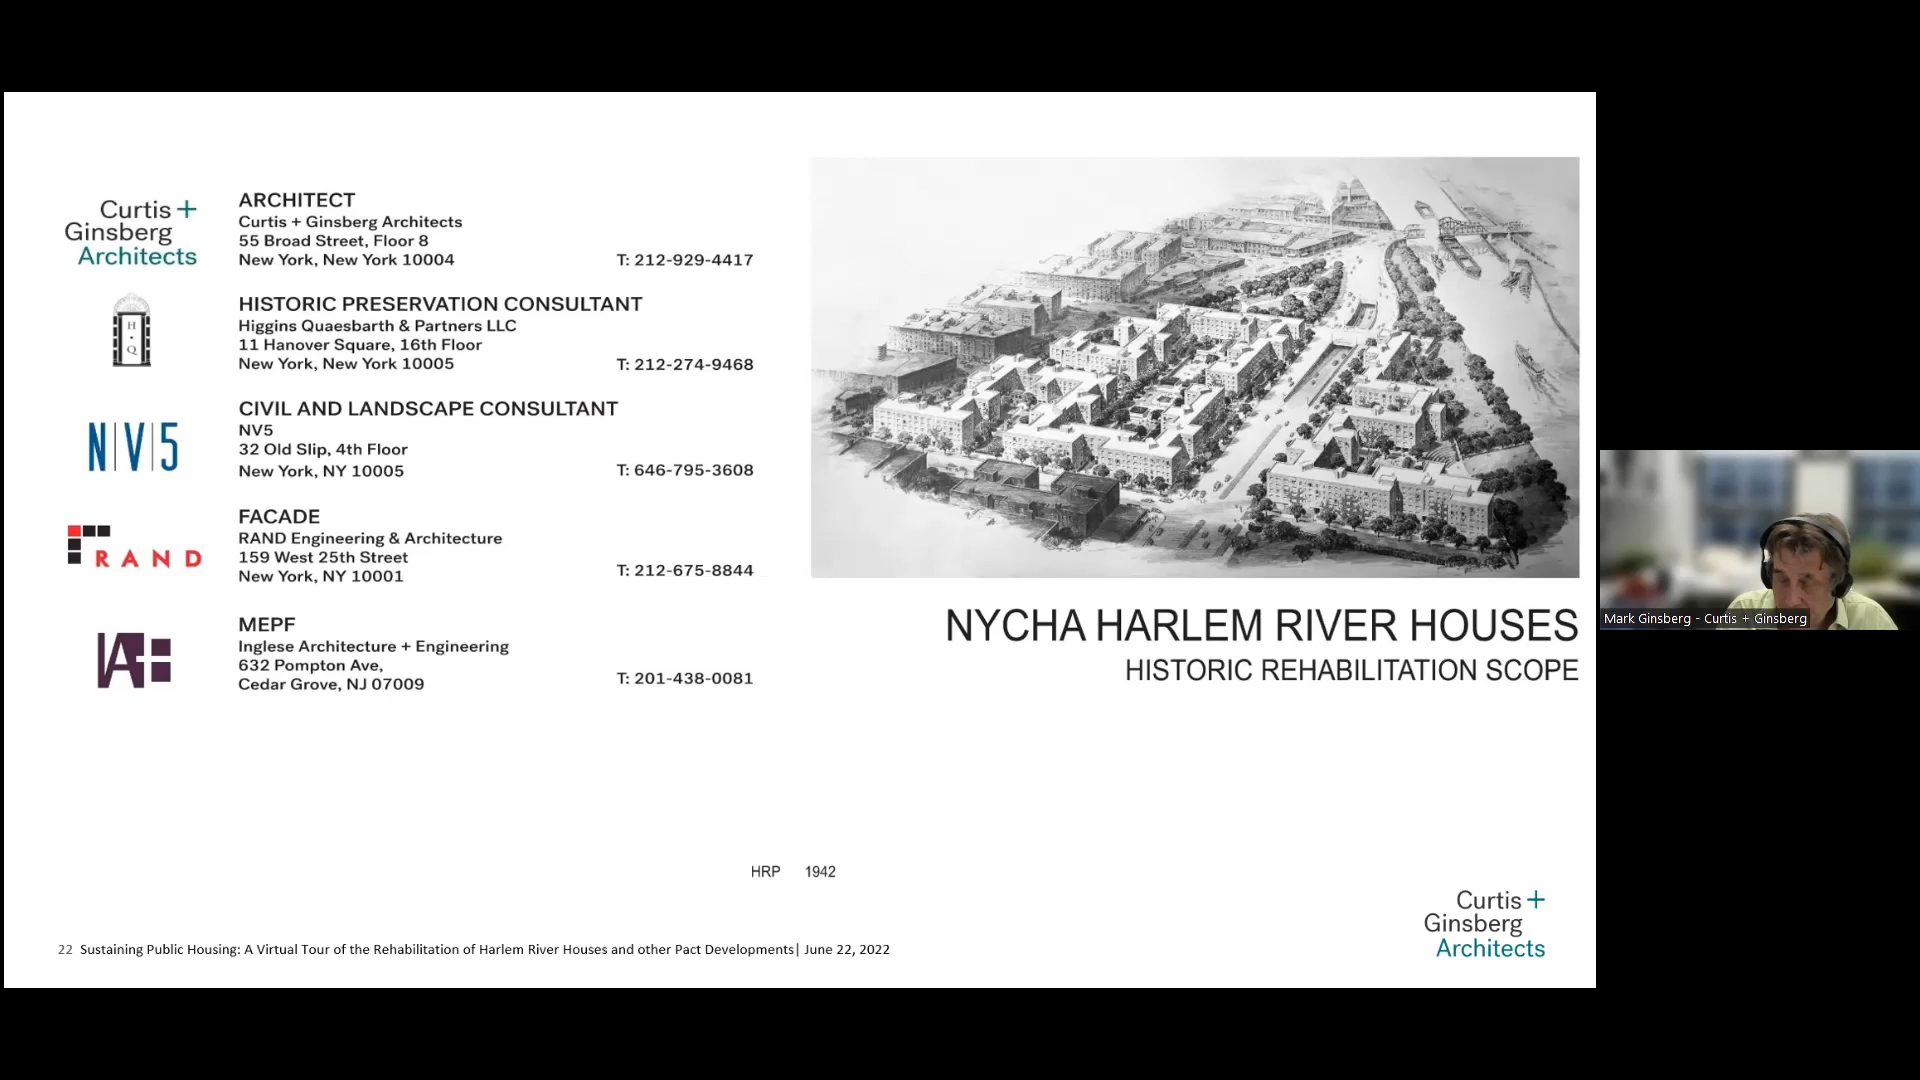 Curtis +
Ginsberg
Architects
ARCHITECT
Curtis + Ginsberg Architects
55 Broad Street, Floor 8
New York, New York 10004
T: 212-929-4417
H
Q
HISTORIC PRESERVATION CONSULTANT
Higgins Quaesbarth & Partners LLC
11 Hanover Square, 16th Floor
New York, New York 10005
T: 212-274-9468
N|V|5
CIVIL AND LANDSCAPE CONSULTANT
NV5
32 Old Slip, 4th Floor
New York, NY 10005
T: 646-795-3608
RAND
FACADE
RAND Engineering & Architecture
159 West 25th Street
New York, NY 10001
T: 212-675-8844
IA+
MEPF
Inglese Architecture + Engineering
632 Pompton Ave,
Cedar Grove, NJ 07009
T: 201-438-0081
NYCHA HARLEM RIVER HOUSES
HISTORIC REHABILITATION SCOPE
Mark Ginsberg - Curtis + Ginsberg
HRP 1942
Curtis +
Ginsberg
Architects
22 Sustaining Public Housing: A Virtual Tour of the Rehabilitation of Harlem River Houses and other Pact Developments| June 22, 2022